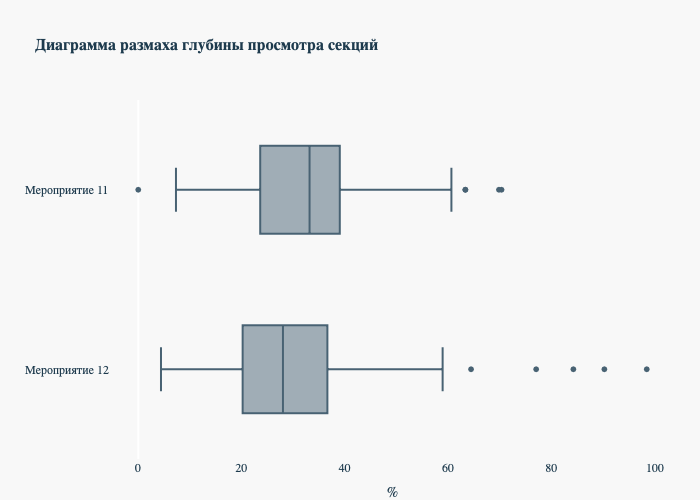 Диаграмма размаха глубины просмотра секций
Мероприятие 11
Мероприятие 12
0 20 40 60 80 100
%